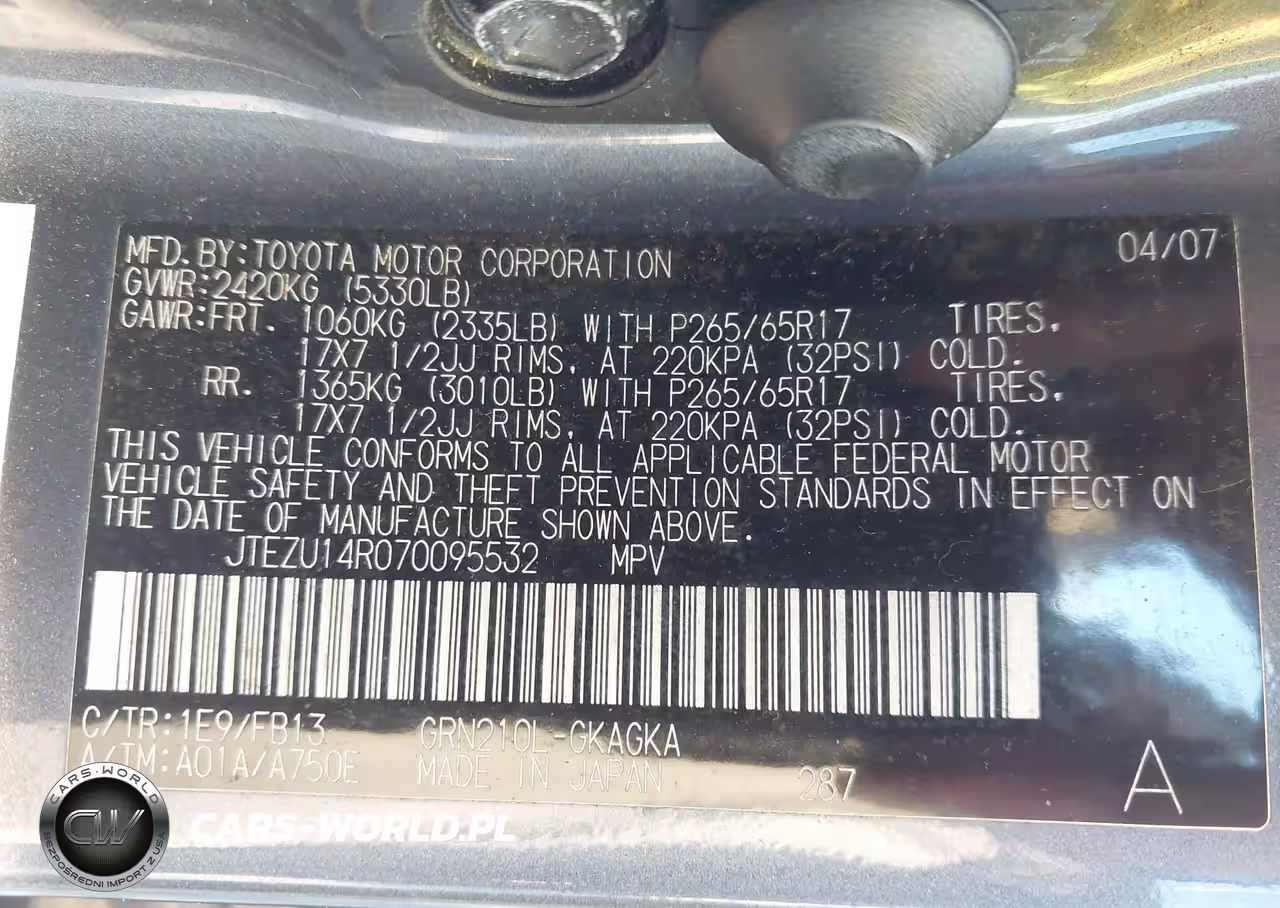 MFD. BY: TOYOTA MOTOR CORPORATION 04/07
GVWR: 2420KG (5330LB)
GAWR: FRT. 1060KG (2335LB) WITH P265/65R17 TIRES.
17X7 1/2JJ RIMS, AT 220KPA (32PSI) COLD.
RR. 1365KG (3010LB) WITH P265/65R17 TIRES.
17X7 1/2JJ RIMS, AT 220KPA (32PSI) COLD.
THIS VEHICLE CONFORMS TO ALL APPLICABLE FEDERAL MOTOR
VEHICLE SAFETY AND THEFT PREVENTION STANDARDS IN EFFECT ON
THE DATE OF MANUFACTURE SHOWN ABOVE.
JTEZU14R070095532 MPV
C/TR: 1E9/FB13 GRN210L-GKAGKA
A/TM: A01A/A750E MADE IN JAPAN 287 A
CARS-WORLD
CW
BEZPOŚREDNI IMPORT Z USA
CARS-WORLD.PL